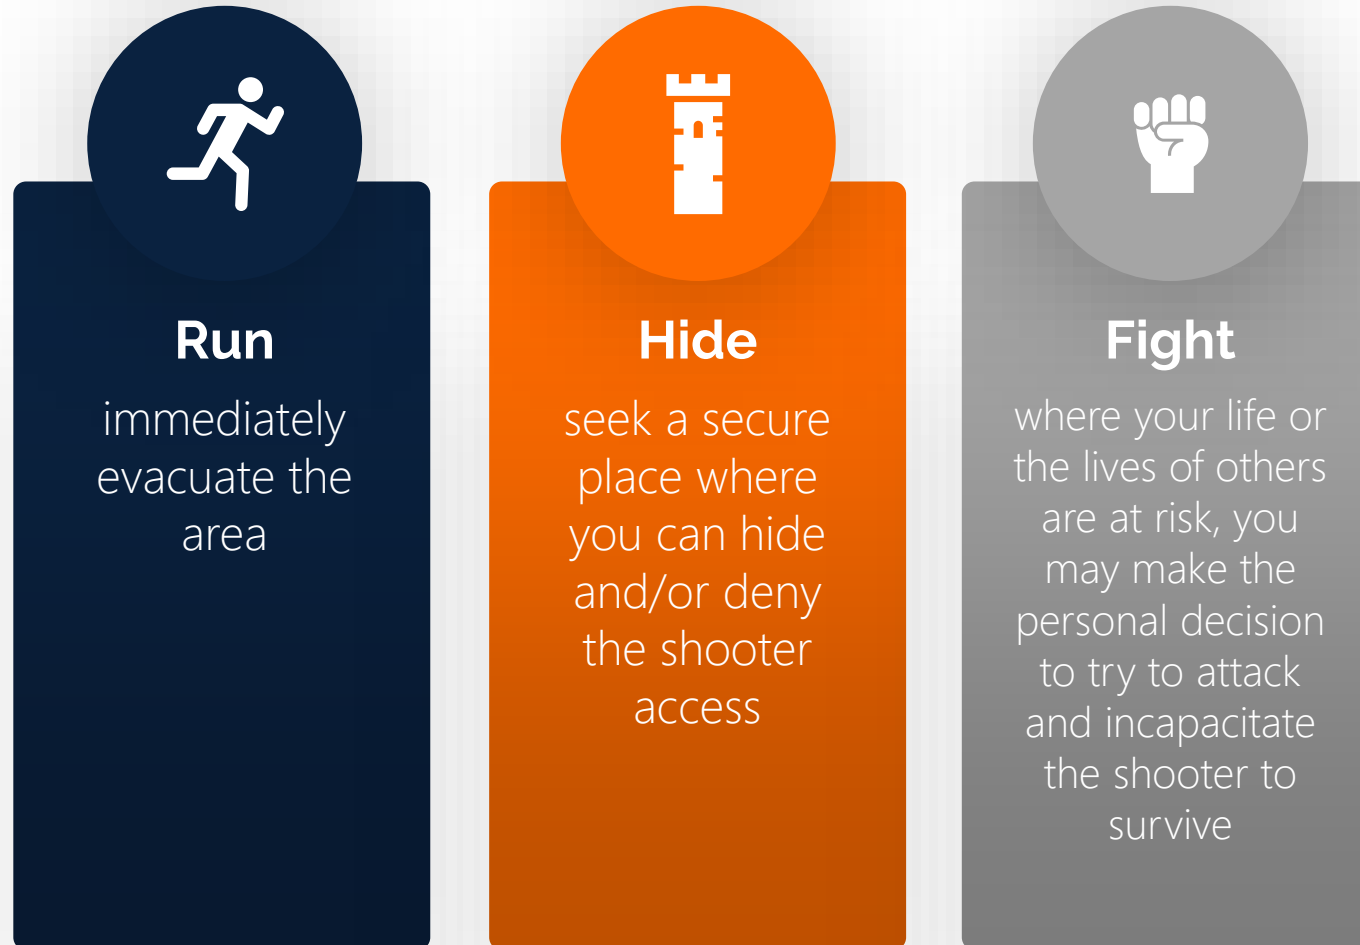 Run
immediately
evacuate the
area
Hide
seek a secure
place where
you can hide
and/or deny
the shooter
access
Fight
where your life or
the lives of others
are at risk, you
may make the
personal decision
to try to attack
and incapacitate
the shooter to
survive